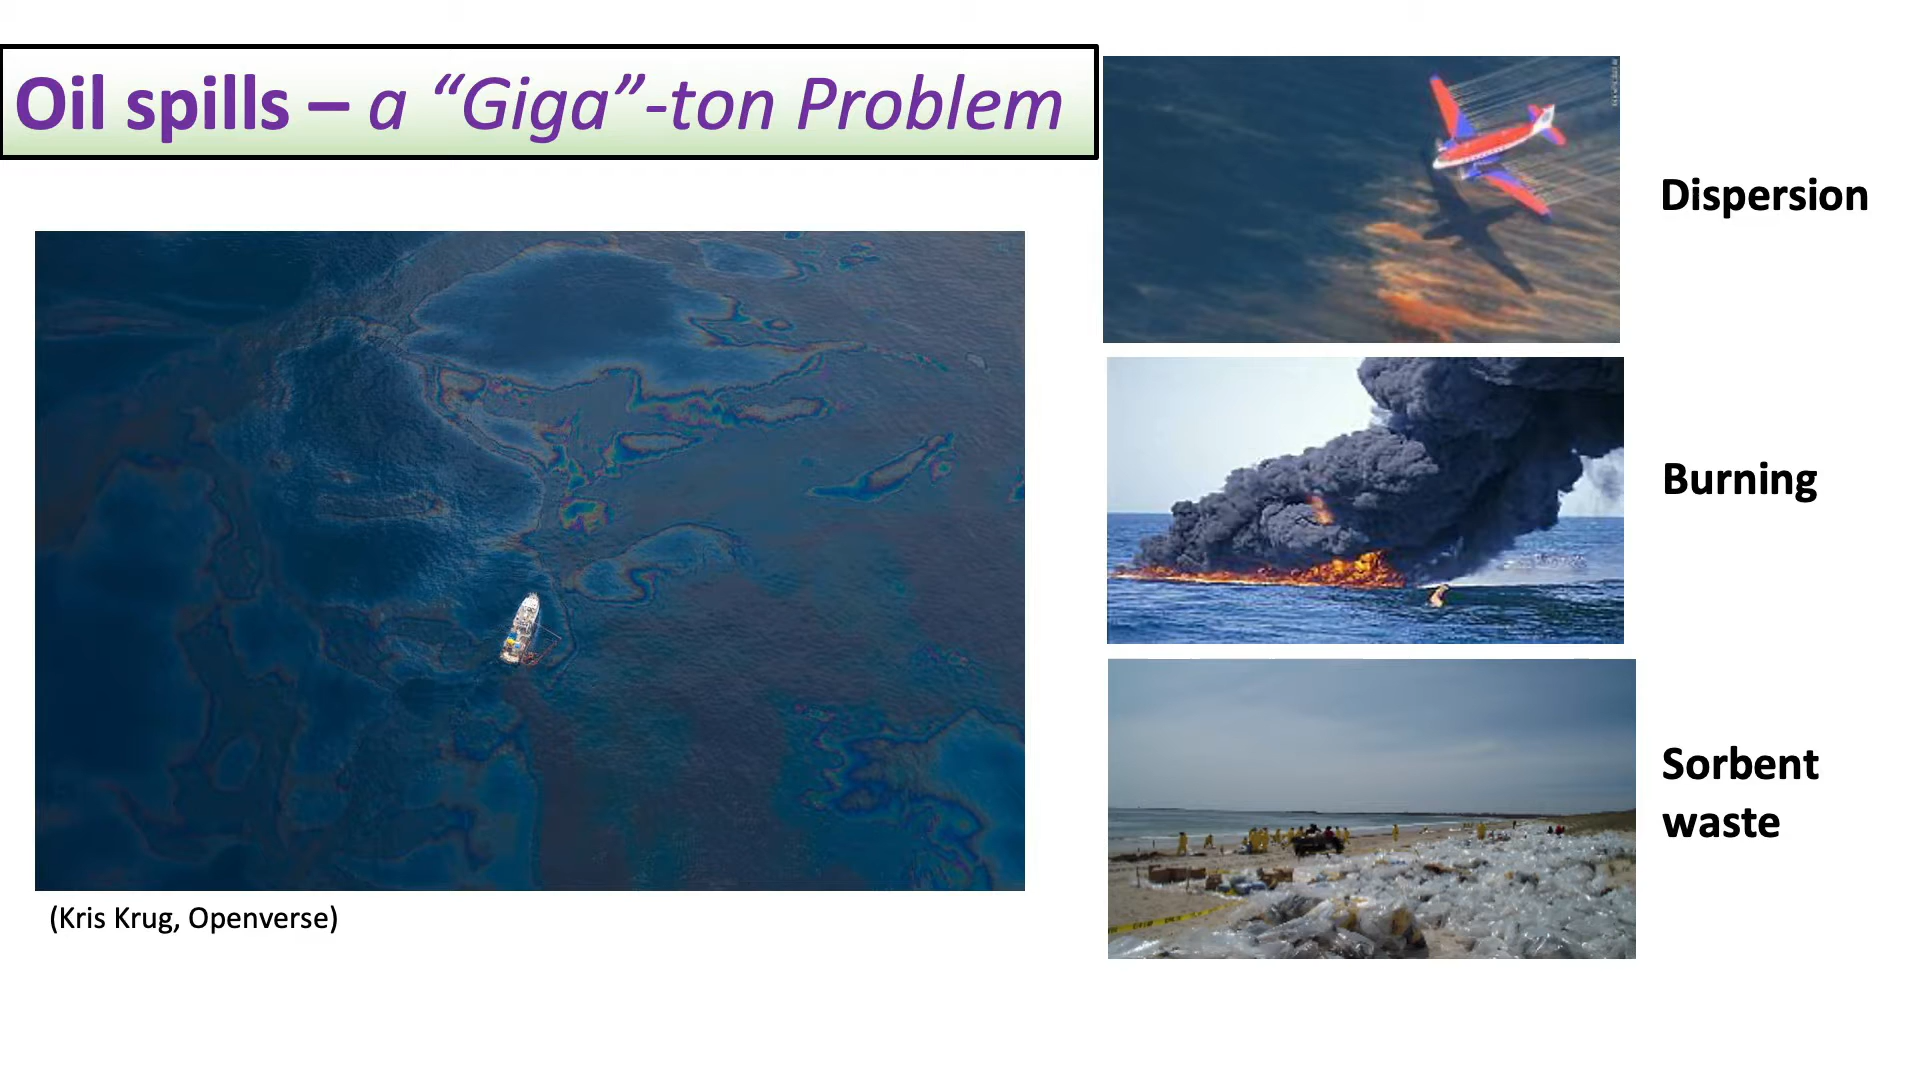 Oil spills – a “Giga”-ton Problem
Dispersion
Burning
Sorbent
waste
(Kris Krug, Openverse)